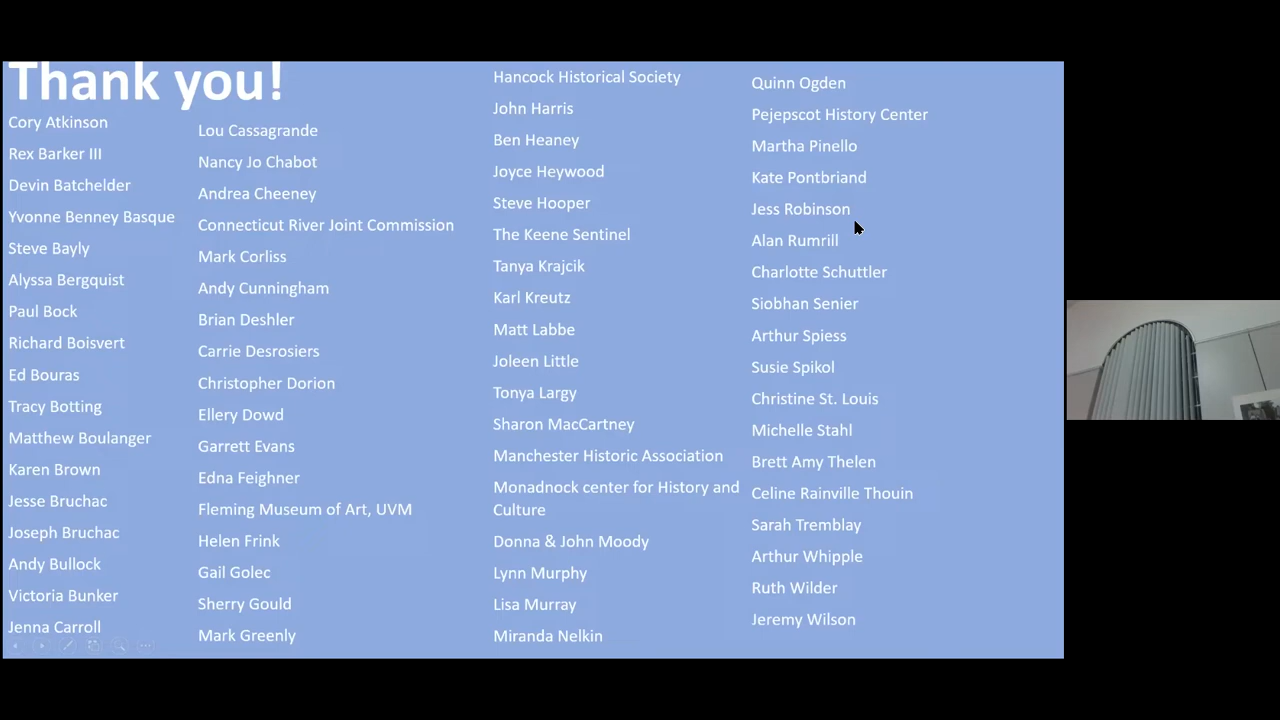 Thank you!
Cory Atkinson
Rex Barker III
Devin Batchelder
Yvonne Benney Basque
Steve Bayly
Alyssa Bergquist
Paul Bock
Richard Boisvert
Ed Bouras
Tracy Botting
Matthew Boulanger
Karen Brown
Jesse Bruchac
Joseph Bruchac
Andy Bullock
Victoria Bunker
Jenna Carroll
Lou Cassagrande
Nancy Jo Chabot
Andrea Cheeney
Connecticut River Joint Commission
Mark Corliss
Andy Cunningham
Brian Deshler
Carrie Desrosiers
Christopher Dorion
Ellery Dowd
Garrett Evans
Edna Feighner
Fleming Museum of Art, UVM
Helen Frink
Gail Golec
Sherry Gould
Mark Greenly
Hancock Historical Society
John Harris
Ben Heaney
Joyce Heywood
Steve Hooper
The Keene Sentinel
Tanya Krajcik
Karl Kreutz
Matt Labbe
Joleen Little
Tonya Largy
Sharon MacCartney
Manchester Historic Association
Monadnock center for History and
Culture
Donna & John Moody
Lynn Murphy
Lisa Murray
Miranda Nelkin
Quinn Ogden
Pejepscot History Center
Martha Pinello
Kate Pontbriand
Jess Robinson
Alan Rumrill
Charlotte Schuttler
Siobhan Senier
Arthur Spiess
Susie Spikol
Christine St. Louis
Michelle Stahl
Brett Amy Thelen
Celine Rainville Thouin
Sarah Tremblay
Arthur Whipple
Ruth Wilder
Jeremy Wilson